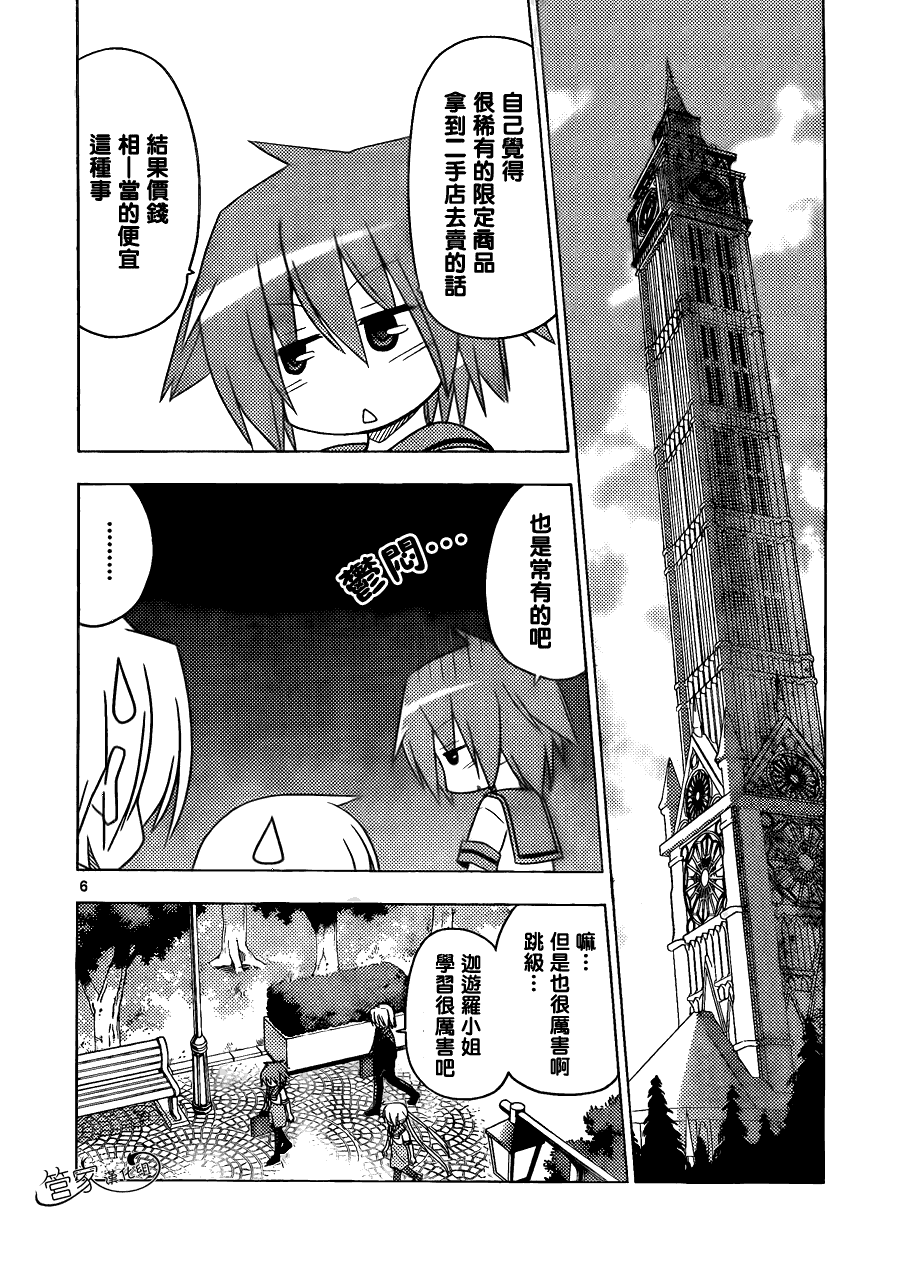 自己覺得
很稀有的限定商品
拿到二手店去賣的話
結果價錢
相—當的便宜
這種事
也是常有的吧
鬱悶…
………
嘛…
但是也很厲害啊
跳級…
迦遊羅小姐
學習很厲害吧
6
管家漢化組